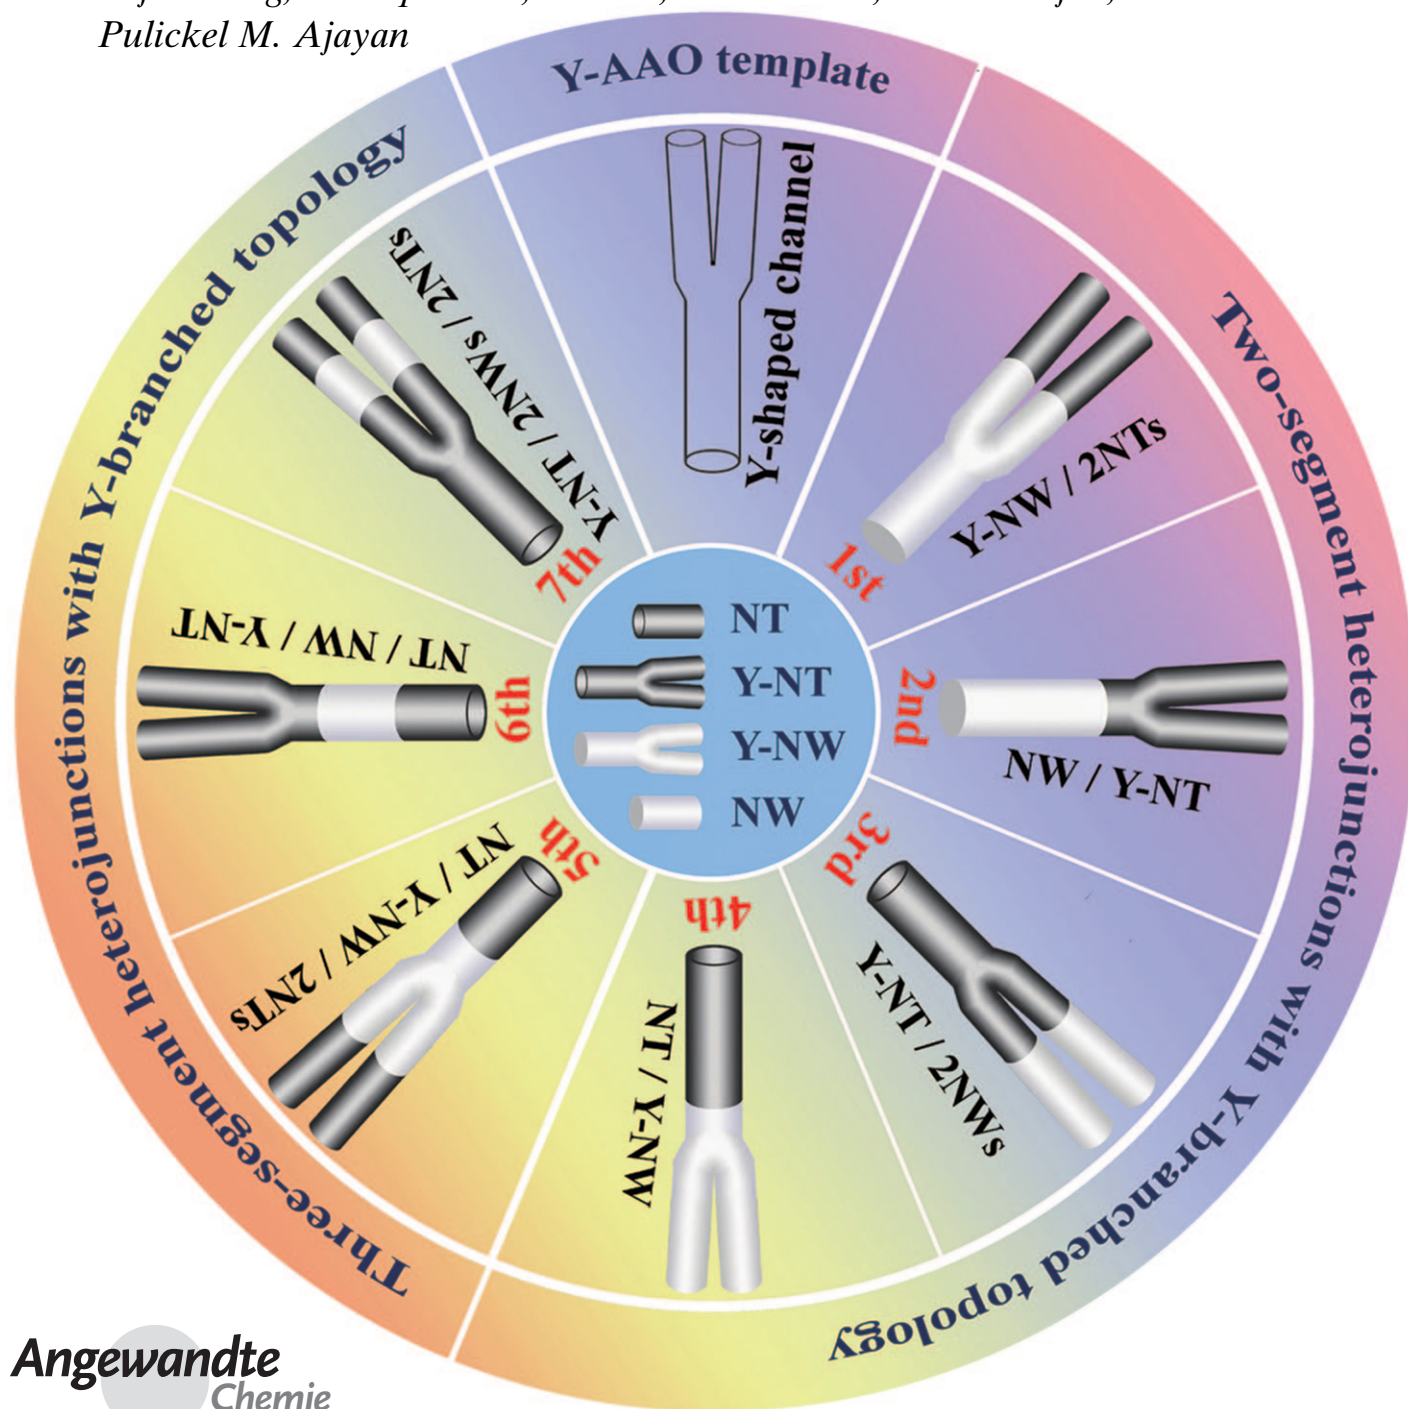 Pulickel M. Ajayan
Y-AAO template
Y-shaped channel
Two-segment heterojunctions with Y-branched topology
1st
Y-NW / 2NTs
2nd
NW / Y-NT
3rd
Y-NT / 2NWs
4th
NT / Y-NW
Three-segment heterojunctions with Y-branched topology
5th
NT / Y-NW / 2NTs
6th
NT / NW / Y-NT
7th
Y-NT / 2NWs / 2NTs
NT
Y-NT
Y-NW
NW
Angewandte
Chemie